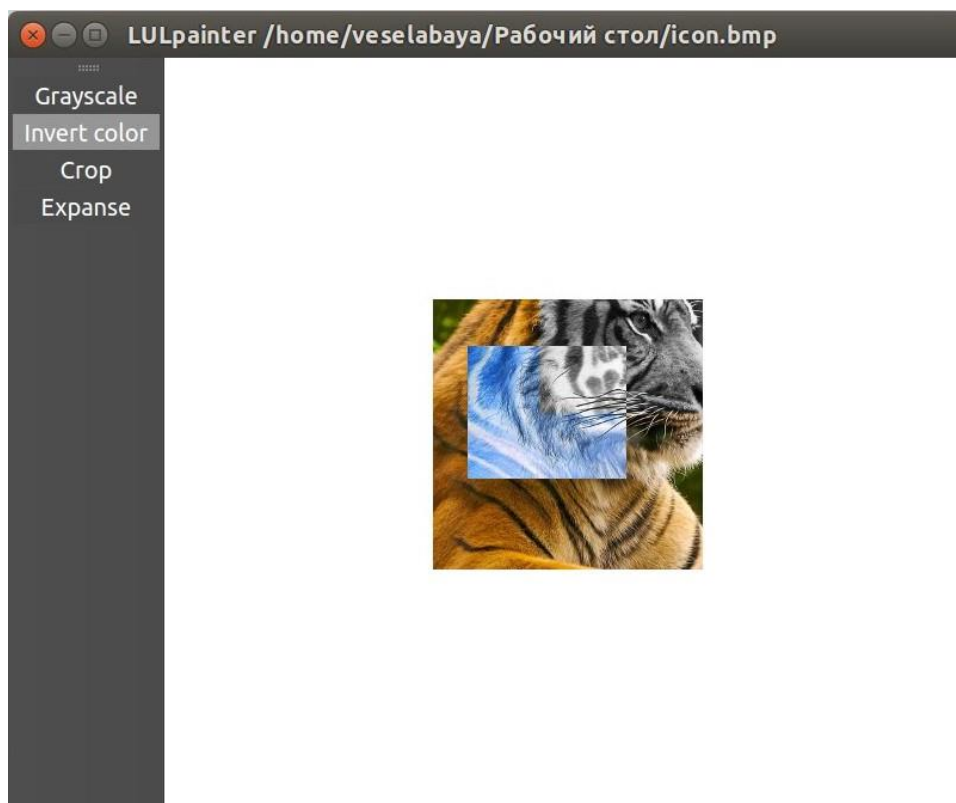 LULpainter /home/veselabaya/Рабочий стол/icon.bmp
Grayscale
Invert color
Crop
Expanse